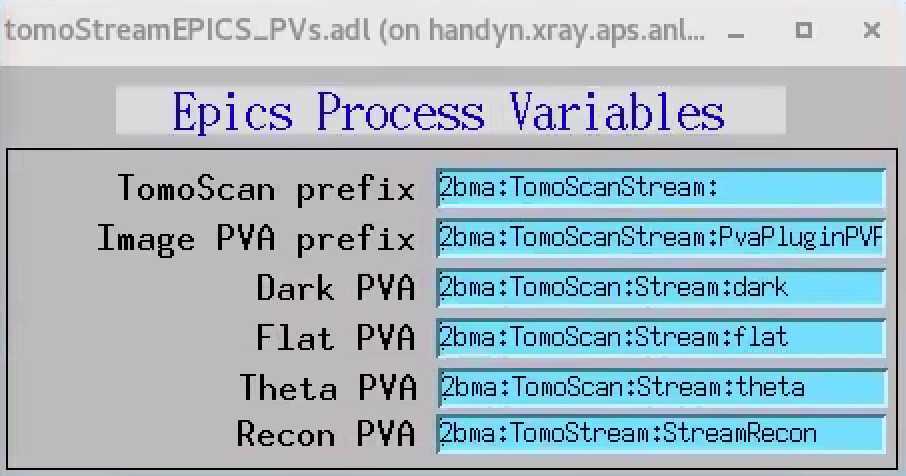 tomoStreamEPICS_PVs.adl (on handyn.xray.aps.anl...
Epics Process Variables
TomoScan prefix 2bma:TomoScanStream:
Image PVA prefix 2bma:TomoScanStream:PvaPluginPVP
Dark PVA 2bma:TomoScan:Stream:dark
Flat PVA 2bma:TomoScan:Stream:flat
Theta PVA 2bma:TomoScan:Stream:theta
Recon PVA 2bma:TomoStream:StreamRecon